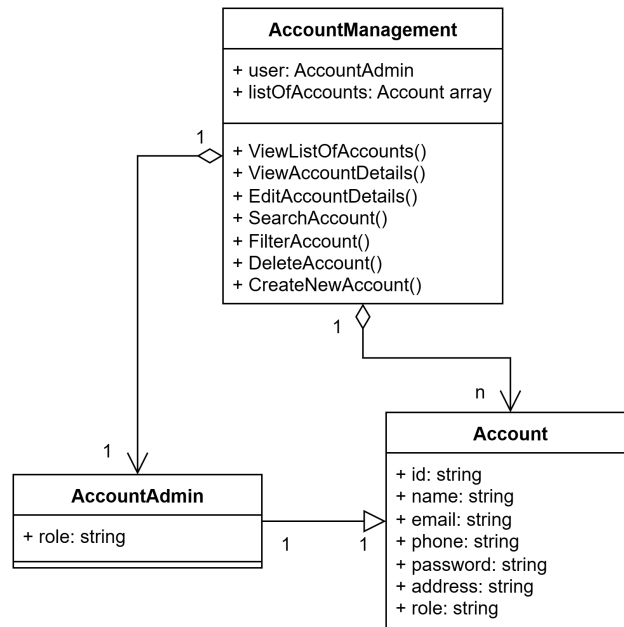 AccountManagement
+ user: AccountAdmin
+ listOfAccounts: Account array
1
+ ViewListOfAccounts()
+ ViewAccountDetails()
+ EditAccountDetails()
+ SearchAccount()
+ FilterAccount()
+ DeleteAccount()
+ CreateNewAccount()
1
n
Account
1
+ id: string
+ name: string
+ email: string
+ phone: string
+ password: string
+ address: string
+ role: string
AccountAdmin
+ role: string
1
1